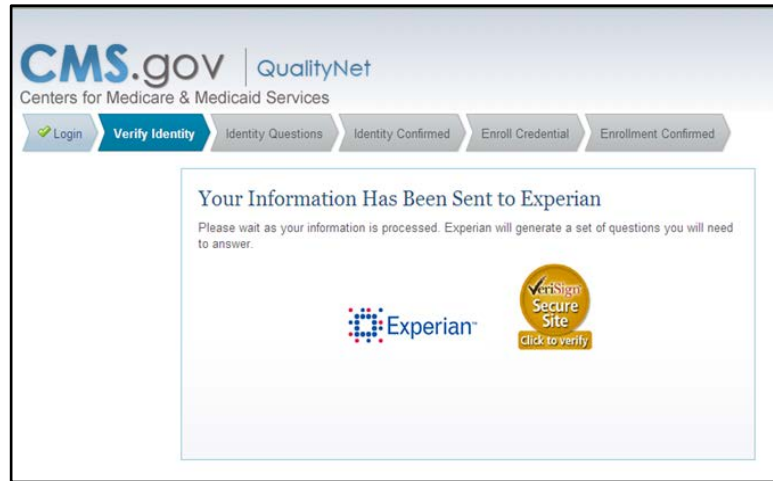 CMS.gov QualityNet
Centers for Medicare & Medicaid Services
Login Verify Identity Identity Questions Identity Confirmed Enroll Credential Enrollment Confirmed
Your Information Has Been Sent to Experian
Please wait as your information is processed. Experian will generate a set of questions you will need
to answer.
Experian™
VeriSign
Secure
Site
Click to verify